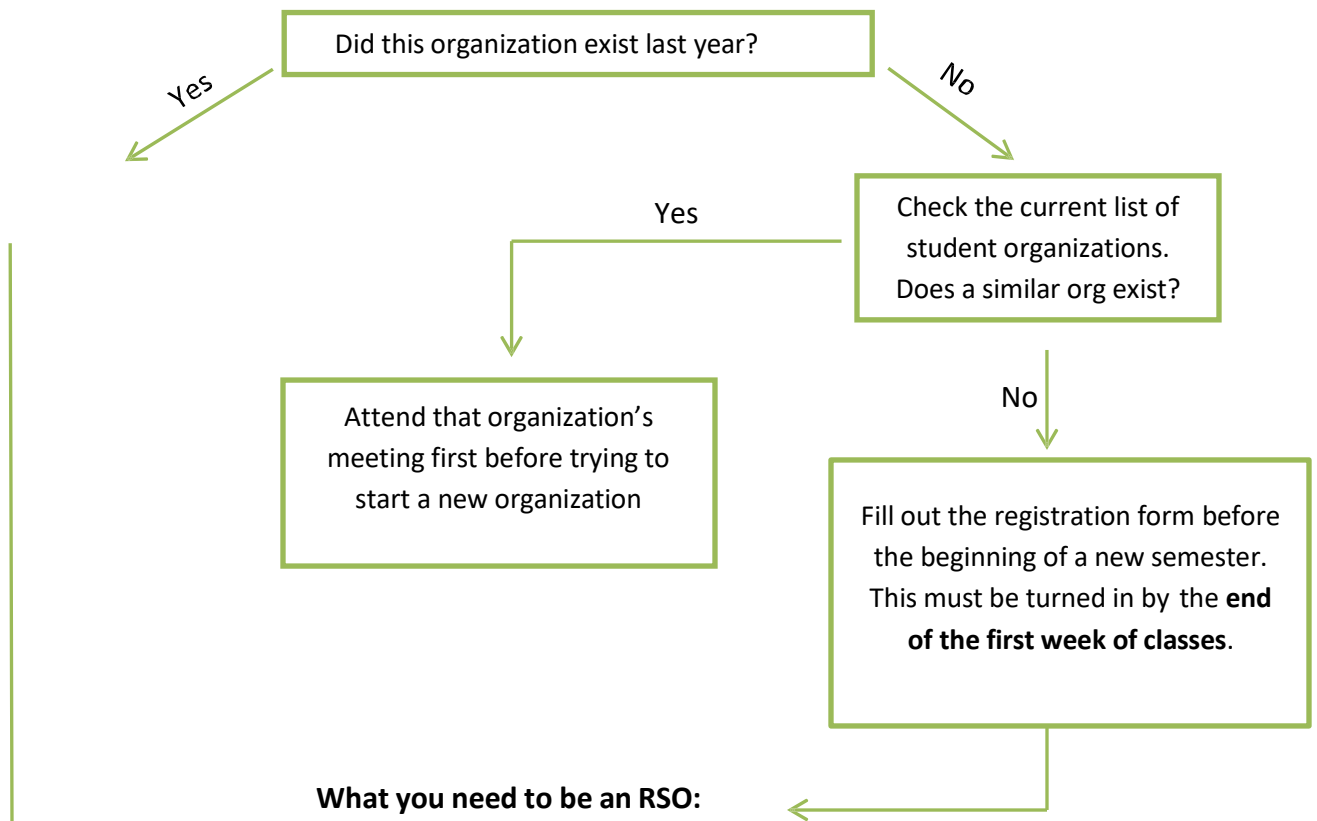 Did this organization exist last year?
Yes
No
Yes
Check the current list of
student organizations.
Does a similar org exist?
Attend that organization’s
meeting first before trying to
start a new organization
No
Fill out the registration form before
the beginning of a new semester.
This must be turned in by the end
of the first week of classes.
What you need to be an RSO: